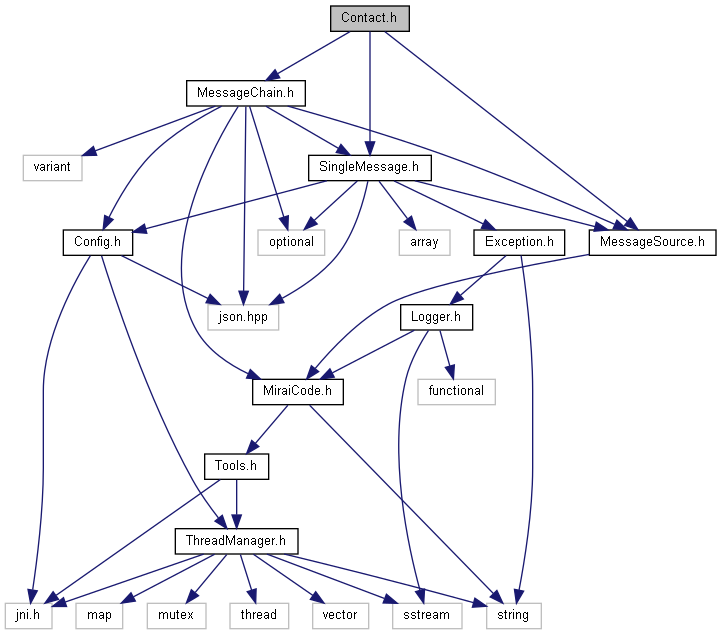 Contact.h
MessageChain.h
variant
SingleMessage.h
Config.h
optional
array
Exception.h
MessageSource.h
json.hpp
Logger.h
MiraiCode.h
functional
Tools.h
ThreadManager.h
jni.h
map
mutex
thread
vector
sstream
string